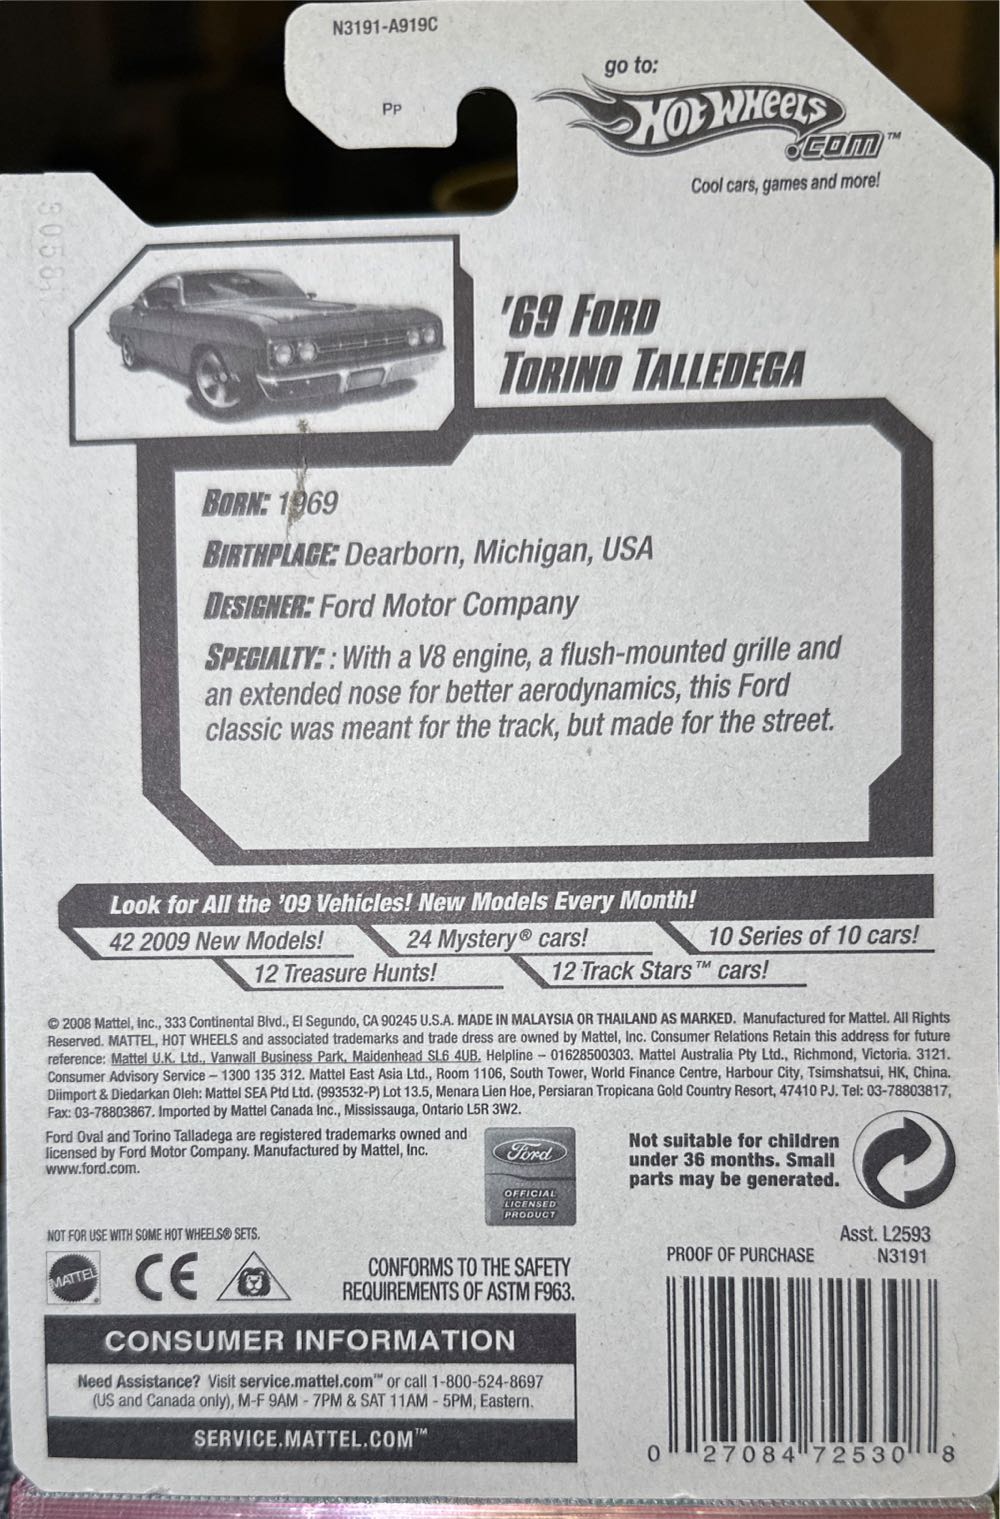 N3191-A919C
Pp
go to:
HOT WHEELS
.COM™
Cool cars, games and more!
'69 FORD
TORINO TALLEDEGA
BORN: 1969
BIRTHPLACE: Dearborn, Michigan, USA
DESIGNER: Ford Motor Company
SPECIALTY: : With a V8 engine, a flush-mounted grille and
an extended nose for better aerodynamics, this Ford
classic was meant for the track, but made for the street.
Look for All the '09 Vehicles! New Models Every Month!
42 2009 New Models!
24 Mystery® cars!
10 Series of 10 cars!
12 Treasure Hunts!
12 Track Stars™ cars!
© 2008 Mattel, Inc., 333 Continental Blvd., El Segundo, CA 90245 U.S.A. MADE IN MALAYSIA OR THAILAND AS MARKED. Manufactured for Mattel. All Rights
Reserved. MATTEL, HOT WHEELS and associated trademarks and trade dress are owned by Mattel, Inc. Consumer Relations Retain this address for future
reference: Mattel U.K. Ltd., Vanwall Business Park, Maidenhead SL6 4UB. Helpline – 01628500303. Mattel Australia Pty Ltd., Richmond, Victoria. 3121.
Consumer Advisory Service – 1300 135 312. Mattel East Asia Ltd., Room 1106, South Tower, World Finance Centre, Harbour City, Tsimshatsui, HK, China.
Diimport & Diedarkan Oleh: Mattel SEA Ptd Ltd. (993532-P) Lot 13.5, Menara Lien Hoe, Persiaran Tropicana Gold Country Resort, 47410 PJ. Tel: 03-78803817,
Fax: 03-78803867. Imported by Mattel Canada Inc., Mississauga, Ontario L5R 3W2.
Ford Oval and Torino Talladega are registered trademarks owned and
licensed by Ford Motor Company. Manufactured by Mattel, Inc.
www.ford.com.
Ford
OFFICIAL
LICENSED
PRODUCT
Not suitable for children
under 36 months. Small
parts may be generated.
NOT FOR USE WITH SOME HOT WHEELS® SETS.
Asst. L2593
PROOF OF PURCHASE N3191
MATTEL
CE
CONFORMS TO THE SAFETY
REQUIREMENTS OF ASTM F963.
CONSUMER INFORMATION
Need Assistance? Visit service.mattel.com™ or call 1-800-524-8697
(US and Canada only), M-F 9AM - 7PM & SAT 11AM - 5PM, Eastern.
SERVICE.MATTEL.COM™
0 27084 72530 8